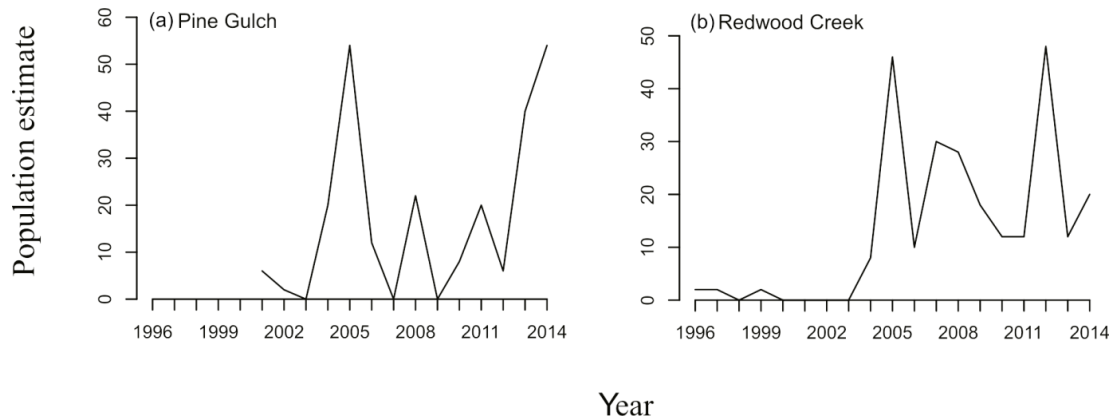 (a) Pine Gulch
Population estimate
0 10 20 30 40 50 60
1996 1999 2002 2005 2008 2011 2014
(b) Redwood Creek
0 10 20 30 40 50
1996 1999 2002 2005 2008 2011 2014
Year